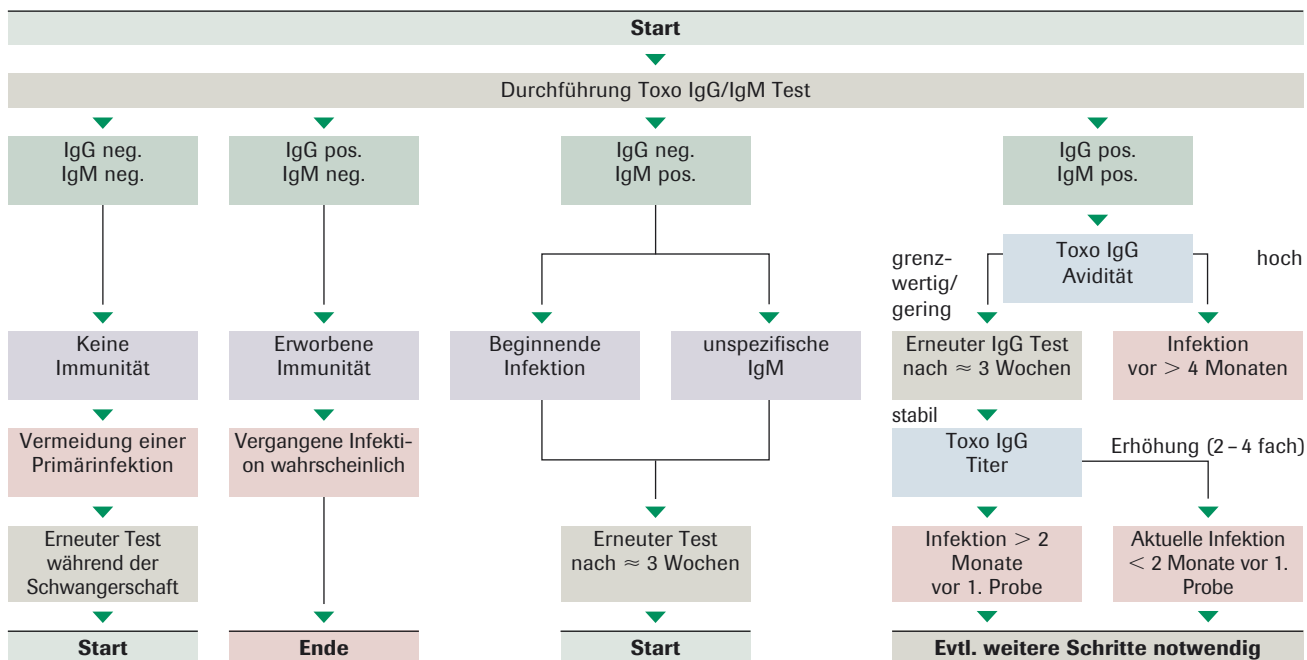 Start
Durchführung Toxo IgG/IgM Test
IgG neg.
IgM neg.
IgG pos.
IgM neg.
IgG neg.
IgM pos.
IgG pos.
IgM pos.
Toxo IgG
Avidität
grenz-
wertig/
gering
hoch
Keine
Immunität
Erworbene
Immunität
Beginnende
Infektion
unspezifische
IgM
Erneuter IgG Test
nach ≈ 3 Wochen
Infektion
vor > 4 Monaten
stabil
Vermeidung einer
Primärinfektion
Vergangene Infekti-
on wahrscheinlich
Toxo IgG
Titer
Erhöhung (2 – 4 fach)
Erneuter Test
während der
Schwangerschaft
Erneuter Test
nach ≈ 3 Wochen
Infektion > 2
Monate
vor 1. Probe
Aktuelle Infektion
< 2 Monate vor 1.
Probe
Start
Ende
Start
Evtl. weitere Schritte notwendig